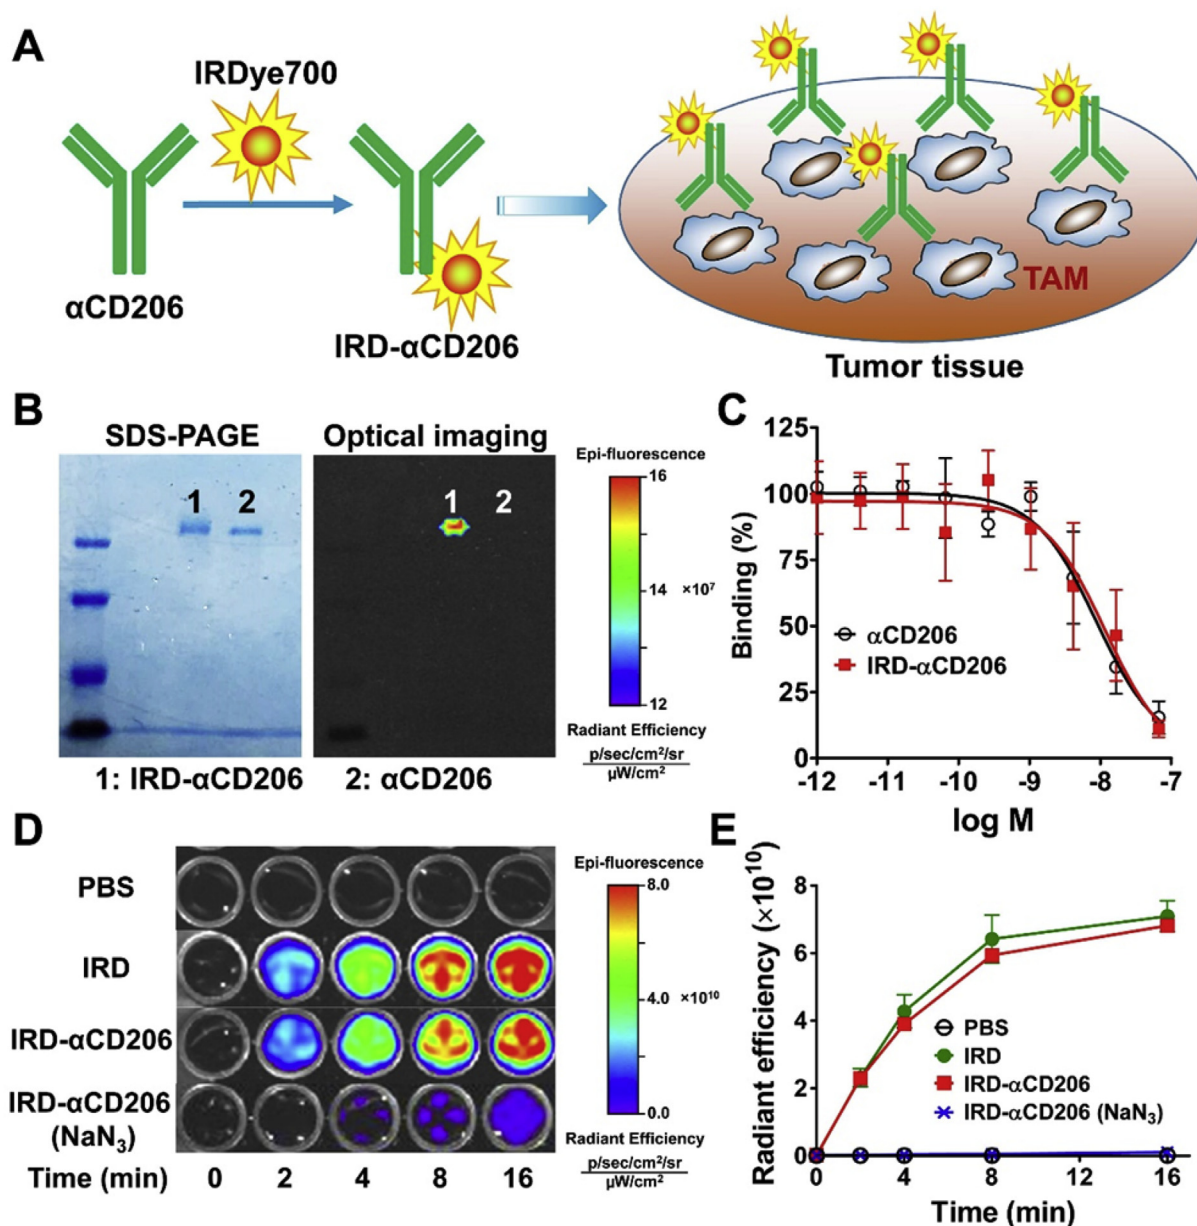 A
IRDye700
αCD206
IRD-αCD206
TAM
Tumor tissue
B
SDS-PAGE
Optical imaging
1
2
1
2
1: IRD-αCD206
2: αCD206
Epi-fluorescence
16
14
×10⁷
12
Radiant Efficiency
p/sec/cm²/sr
µW/cm²
C
Binding (%)
125
100
75
50
25
0
αCD206
IRD-αCD206
-12
-11
-10
-9
-8
-7
log M
D
PBS
IRD
IRD-αCD206
IRD-αCD206
(NaN₃)
Time (min)
0
2
4
8
16
Epi-fluorescence
8.0
4.0
×10¹⁰
0.0
Radiant Efficiency
p/sec/cm²/sr
µW/cm²
E
Radiant efficiency (×10¹⁰)
8
6
4
2
0
PBS
IRD
IRD-αCD206
IRD-αCD206 (NaN₃)
0
4
8
12
16
Time (min)